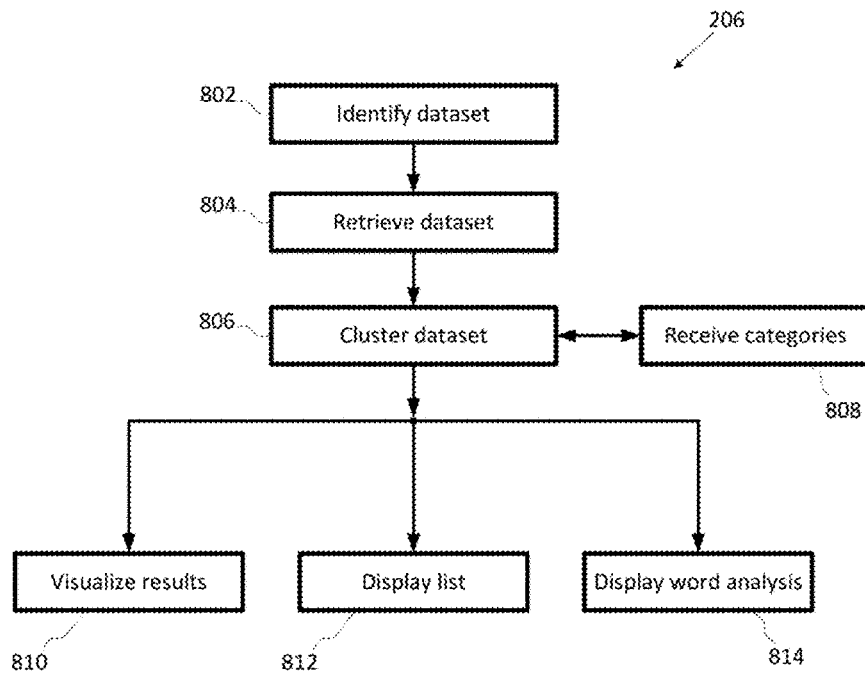 206
802
Identify dataset
804
Retrieve dataset
806
Cluster dataset
Receive categories
808
Visualize results
Display list
Display word analysis
810
812
814